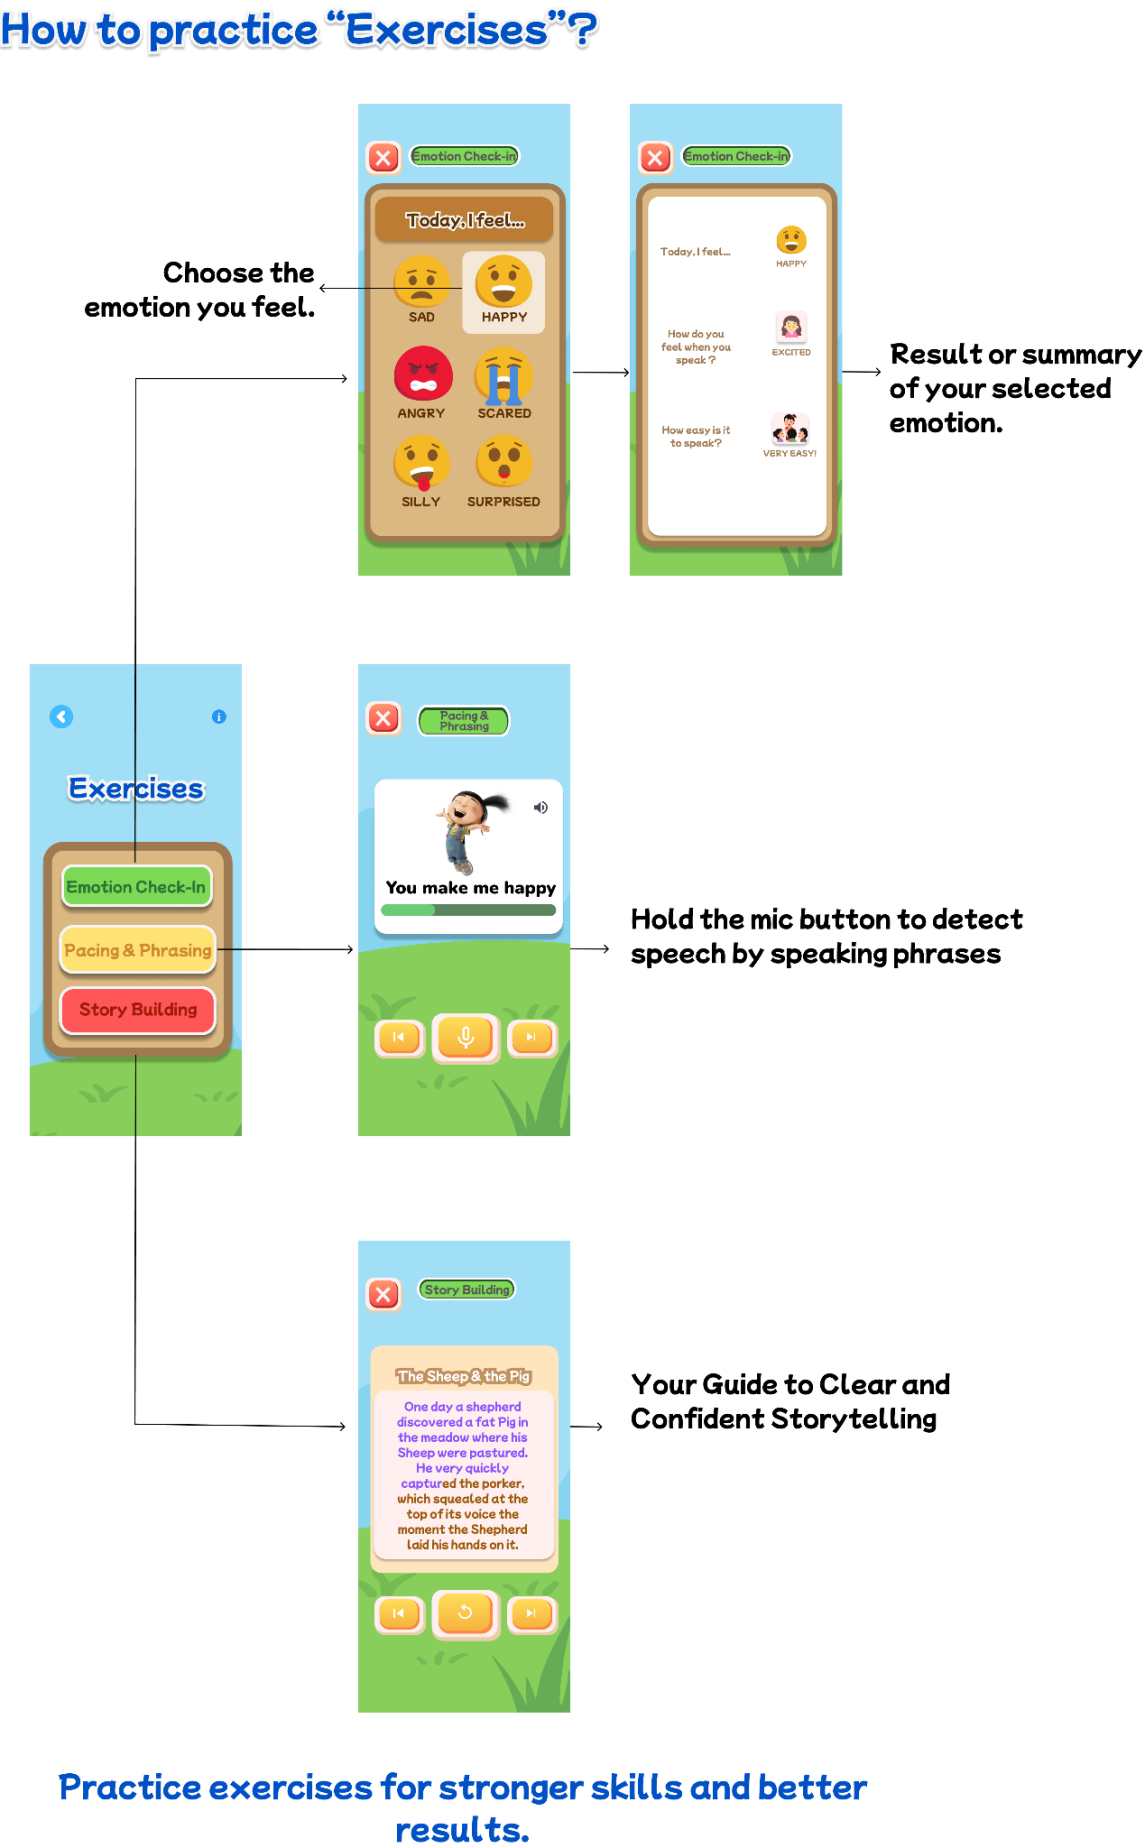 How to practice “Exercises”?
Emotion Check-in
Today, I feel...
SAD
HAPPY
ANGRY
SCARED
SILLY
SURPRISED
Choose the
emotion you feel.
Emotion Check-in
Today, I feel...
HAPPY
How do you
feel when you
speak ?
EXCITED
How easy is it
to speak?
VERY EASY!
Result or summary
of your selected
emotion.
Exercises
Emotion Check-In
Pacing & Phrasing
Story Building
Pacing &
Phrasing
You make me happy
Hold the mic button to detect
speech by speaking phrases
Story Building
The Sheep & the Pig
One day a shepherd
discovered a fat Pig in
the meadow where his
Sheep were pastured.
He very quickly
captured the porker,
which squealed at the
top of its voice the
moment the Shepherd
laid his hands on it.
Your Guide to Clear and
Confident Storytelling
Practice exercises for stronger skills and better
results.